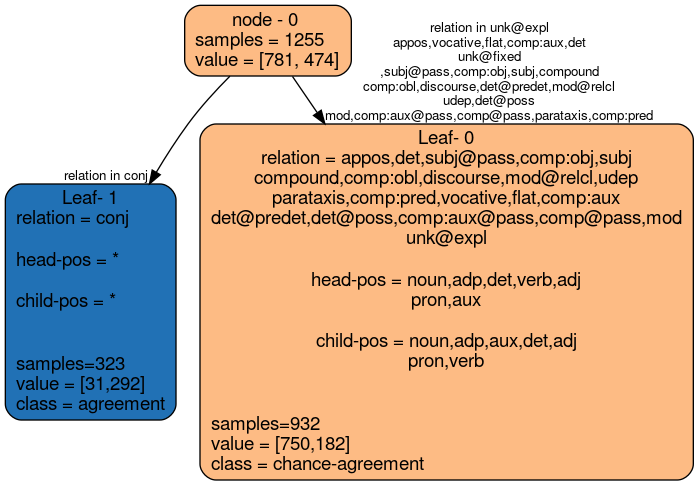 node - 0
samples = 1255
value = [781, 474]
relation in unk@expl
appos,vocative,flat,comp:aux,det
unk@fixed
,subj@pass,comp:obj,subj,compound
comp:obl,discourse,det@predet,mod@relcl
udep,det@poss
mod,comp:aux@pass,comp@pass,parataxis,comp:pred
relation in conj
Leaf- 1
relation = conj
head-pos = *
child-pos = *
samples=323
value = [31,292]
class = agreement
Leaf- 0
relation = appos,det,subj@pass,comp:obj,subj
compound,comp:obl,discourse,mod@relcl,udep
parataxis,comp:pred,vocative,flat,comp:aux
det@predet,det@poss,comp:aux@pass,comp@pass,mod
unk@expl
head-pos = noun,adp,det,verb,adj
pron,aux
child-pos = noun,adp,aux,det,adj
pron,verb
samples=932
value = [750,182]
class = chance-agreement